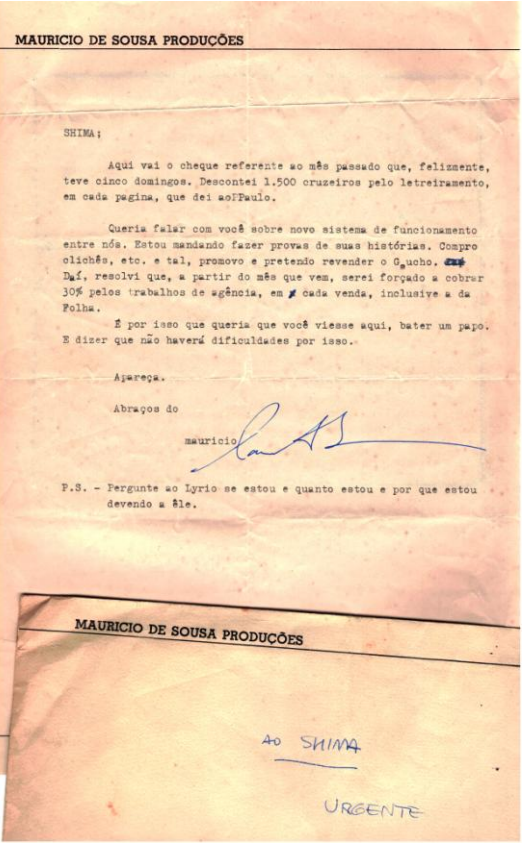 MAURICIO DE SOUSA PRODUÇÕES
SHIMA;
Aqui vai o cheque referente ao mês passado que, felizmente,
teve cinco domingos. Descontei 1.500 cruzeiros pelo letreiramento,
em cada pagina, que dei ao Paulo.
Queria falar com você sobre novo sistema de funcionamento
entre nós. Estou mandando fazer provas de suas histórias. Compro
clichês, etc. e tal, promovo e pretendo revender o Gaucho.
Daí, resolvi que, a partir do mês que vem, serei forçado a cobrar
30% pelos trabalhos de agência, em cada venda, inclusive a da
Folha.
É por isso que queria que você viesse aqui, bater um papo.
E dizer que não haverá dificuldades por isso.
Apareça.
Abraços do
mauricio
P.S. - Pergunte ao Lyrio se estou e quanto estou e por que estou
devendo a êle.
MAURICIO DE SOUSA PRODUÇÕES
AO SHIMA
URGENTE